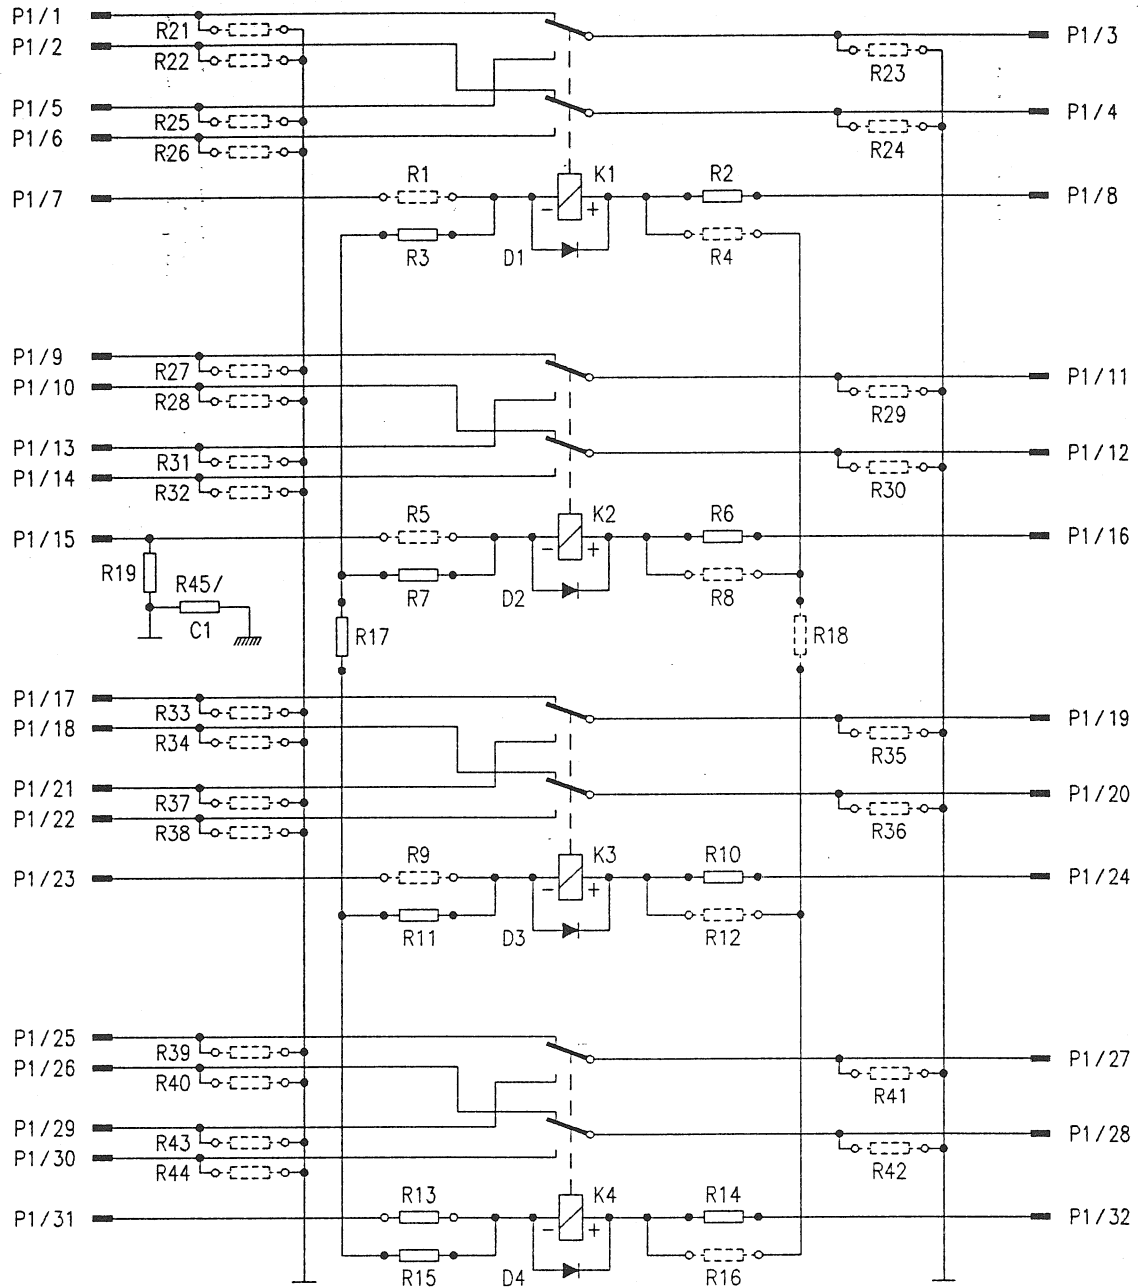 P1/1
R21
P1/2
R22
P1/3
R23
P1/5
R25
P1/6
R26
P1/4
R24
P1/7
R1
K1
R2
P1/8
- +
R3
D1
R4
P1/9
R27
P1/10
R28
P1/11
R29
P1/13
R31
P1/14
R32
P1/12
R30
P1/15
R5
K2
R6
P1/16
- +
R19
R45/
C1
R7
D2
R8
R17
R18
P1/17
R33
P1/18
R34
P1/19
R35
P1/21
R37
P1/22
R38
P1/20
R36
P1/23
R9
K3
R10
P1/24
- +
R11
D3
R12
P1/25
R39
P1/26
R40
P1/27
R41
P1/29
R43
P1/30
R44
P1/28
R42
P1/31
R13
K4
R14
P1/32
- +
R15
D4
R16